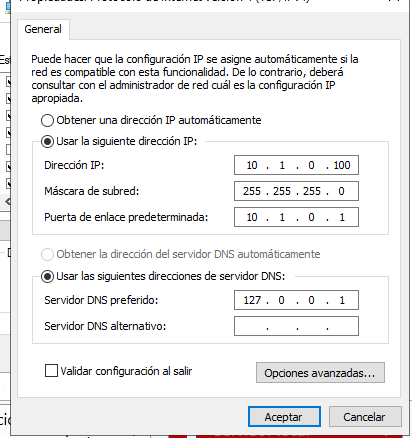 General
Puede hacer que la configuración IP se asigne automáticamente si la
red es compatible con esta funcionalidad. De lo contrario, deberá
consultar con el administrador de red cuál es la configuración IP
apropiada.
Obtener una dirección IP automáticamente
Usar la siguiente dirección IP:
Dirección IP: 10 . 1 . 0 . 100
Máscara de subred: 255 . 255 . 255 . 0
Puerta de enlace predeterminada: 10 . 1 . 0 . 1
Obtener la dirección del servidor DNS automáticamente
Usar las siguientes direcciones de servidor DNS:
Servidor DNS preferido: 127 . 0 . 0 . 1
Servidor DNS alternativo: . . .
Validar configuración al salir
Opciones avanzadas...
Aceptar Cancelar